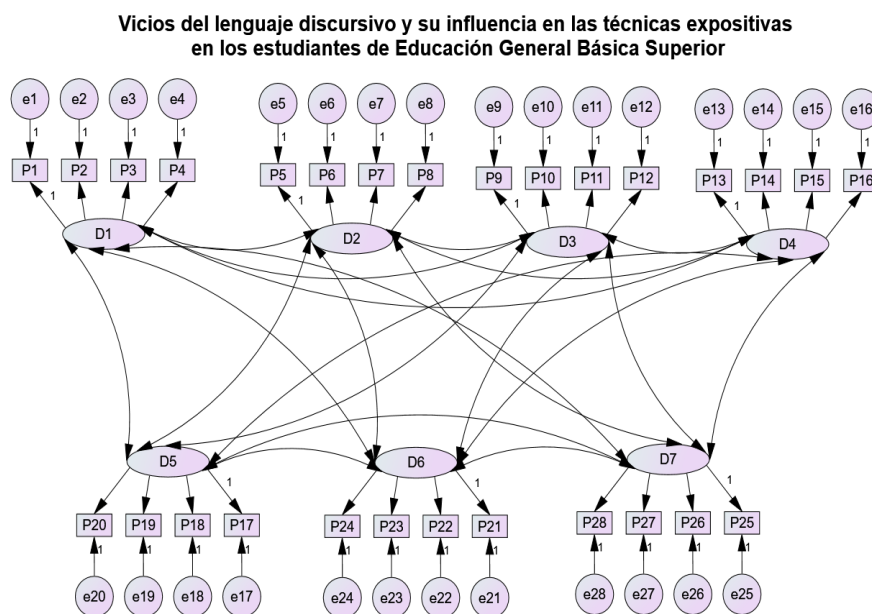 Vicios del lenguaje discursivo y su influencia en las técnicas expositivas
en los estudiantes de Educación General Básica Superior
e1 e2 e3 e4 e5 e6 e7 e8 e9 e10 e11 e12 e13 e14 e15 e16
1 1 1 1 1 1 1 1 1 1 1 1 1 1 1 1
P1 P2 P3 P4 P5 P6 P7 P8 P9 P10 P11 P12 P13 P14 P15 P16
1 1 1 1
D1 D2 D3 D4
D5 D6 D7
1 1 1
P20 P19 P18 P17 P24 P23 P22 P21 P28 P27 P26 P25
1 1 1 1 1 1 1 1 1 1 1 1
e20 e19 e18 e17 e24 e23 e22 e21 e28 e27 e26 e25